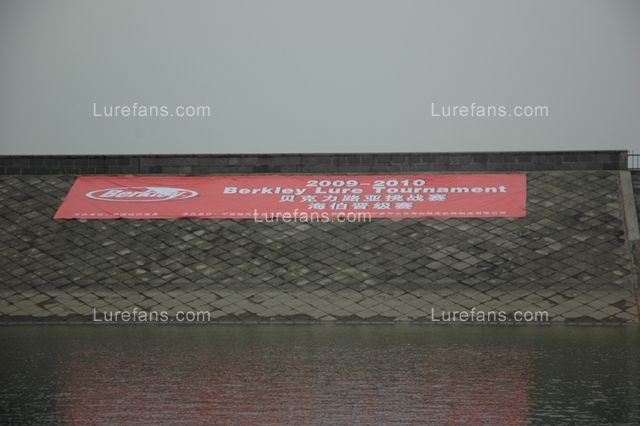 Lurefans.com Lurefans.com
Berkley
2009-2010
Berkley Lure Tournament
贝克力路亚挑战赛
海伯晋级赛
Lurefans.com
Lurefans.com Lurefans.com